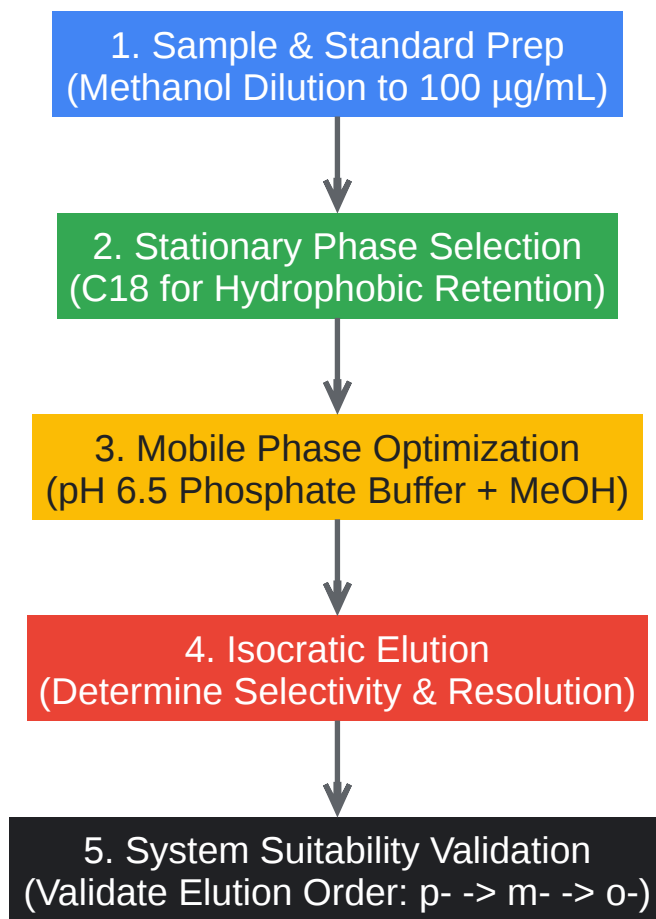 1. Sample & Standard Prep
(Methanol Dilution to 100 µg/mL)
2. Stationary Phase Selection
(C18 for Hydrophobic Retention)
3. Mobile Phase Optimization
(pH 6.5 Phosphate Buffer + MeOH)
4. Isocratic Elution
(Determine Selectivity & Resolution)
5. System Suitability Validation
(Validate Elution Order: p- -> m- -> o-)